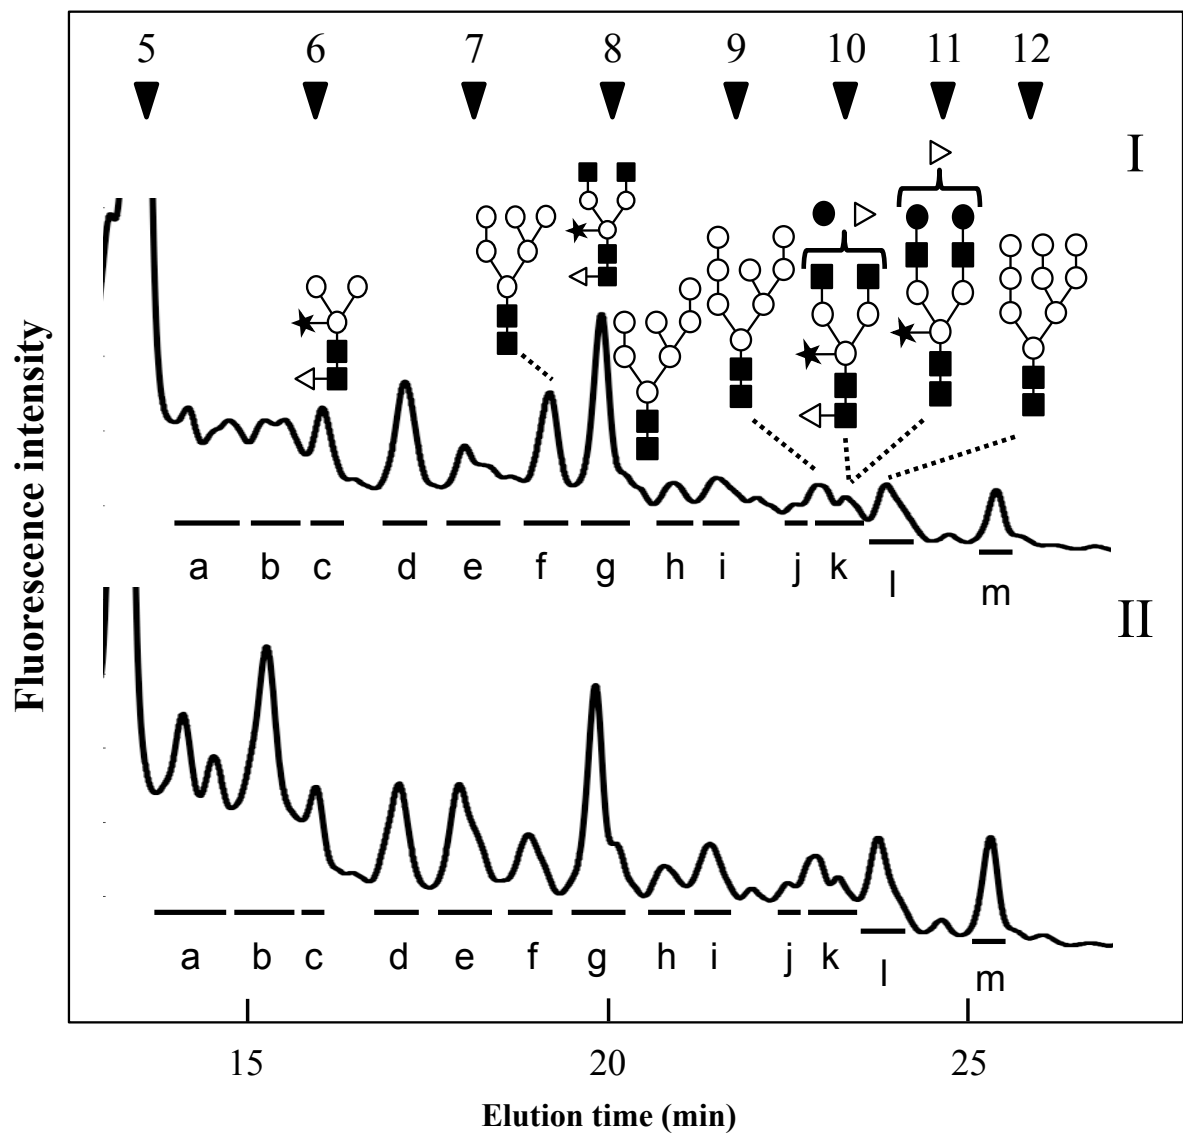 5 6 7 8 9 10 11 12
I
Fluorescence intensity
a b c d e f g h i j k l m
II
a b c d e f g h i j k l m
15 20 25
Elution time (min)